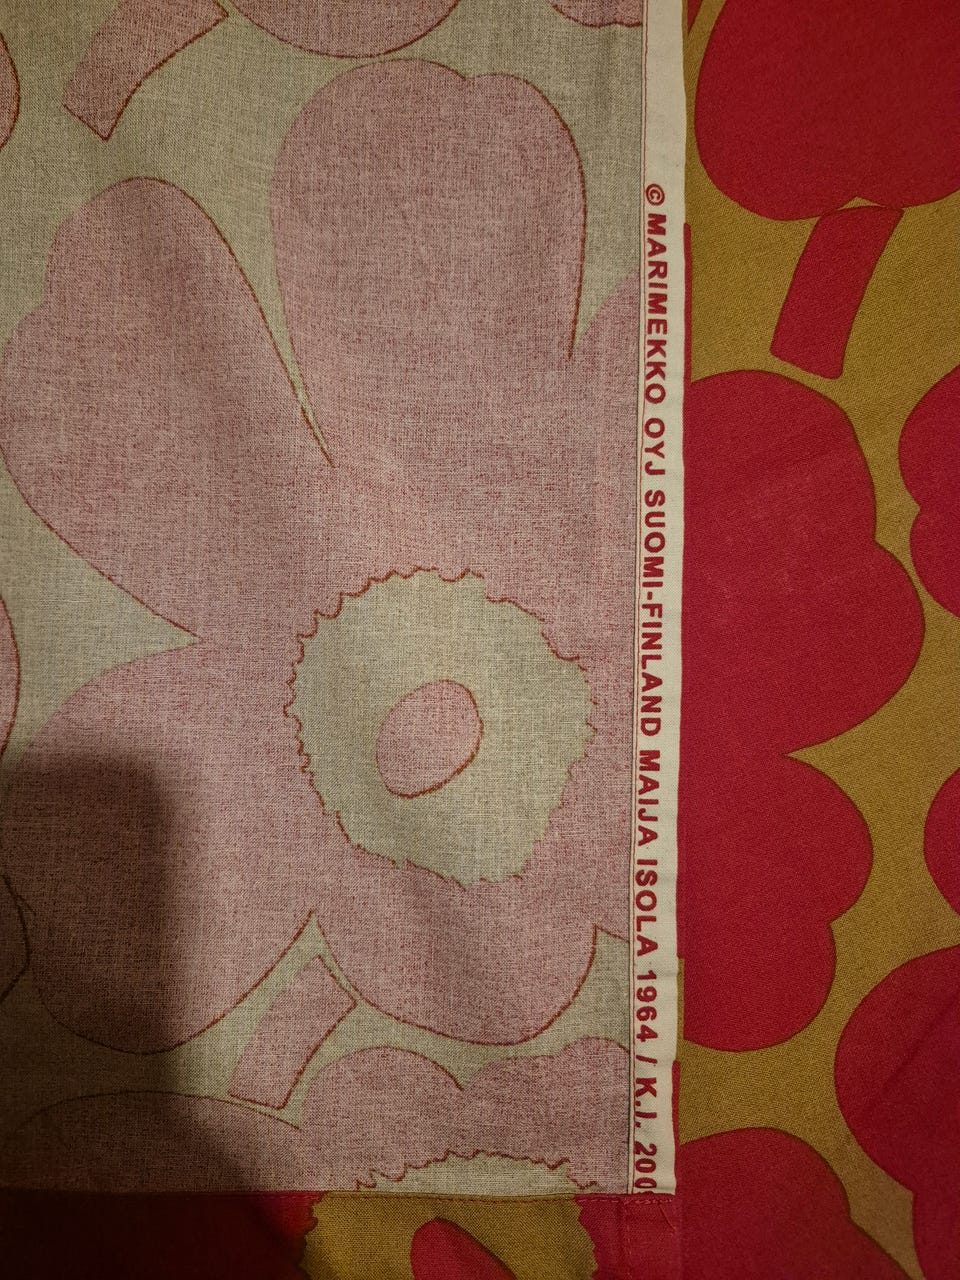 © MARIMEKKO OYJ SUOMI-FINLAND MAIJA ISOLA 1964 / K.I.